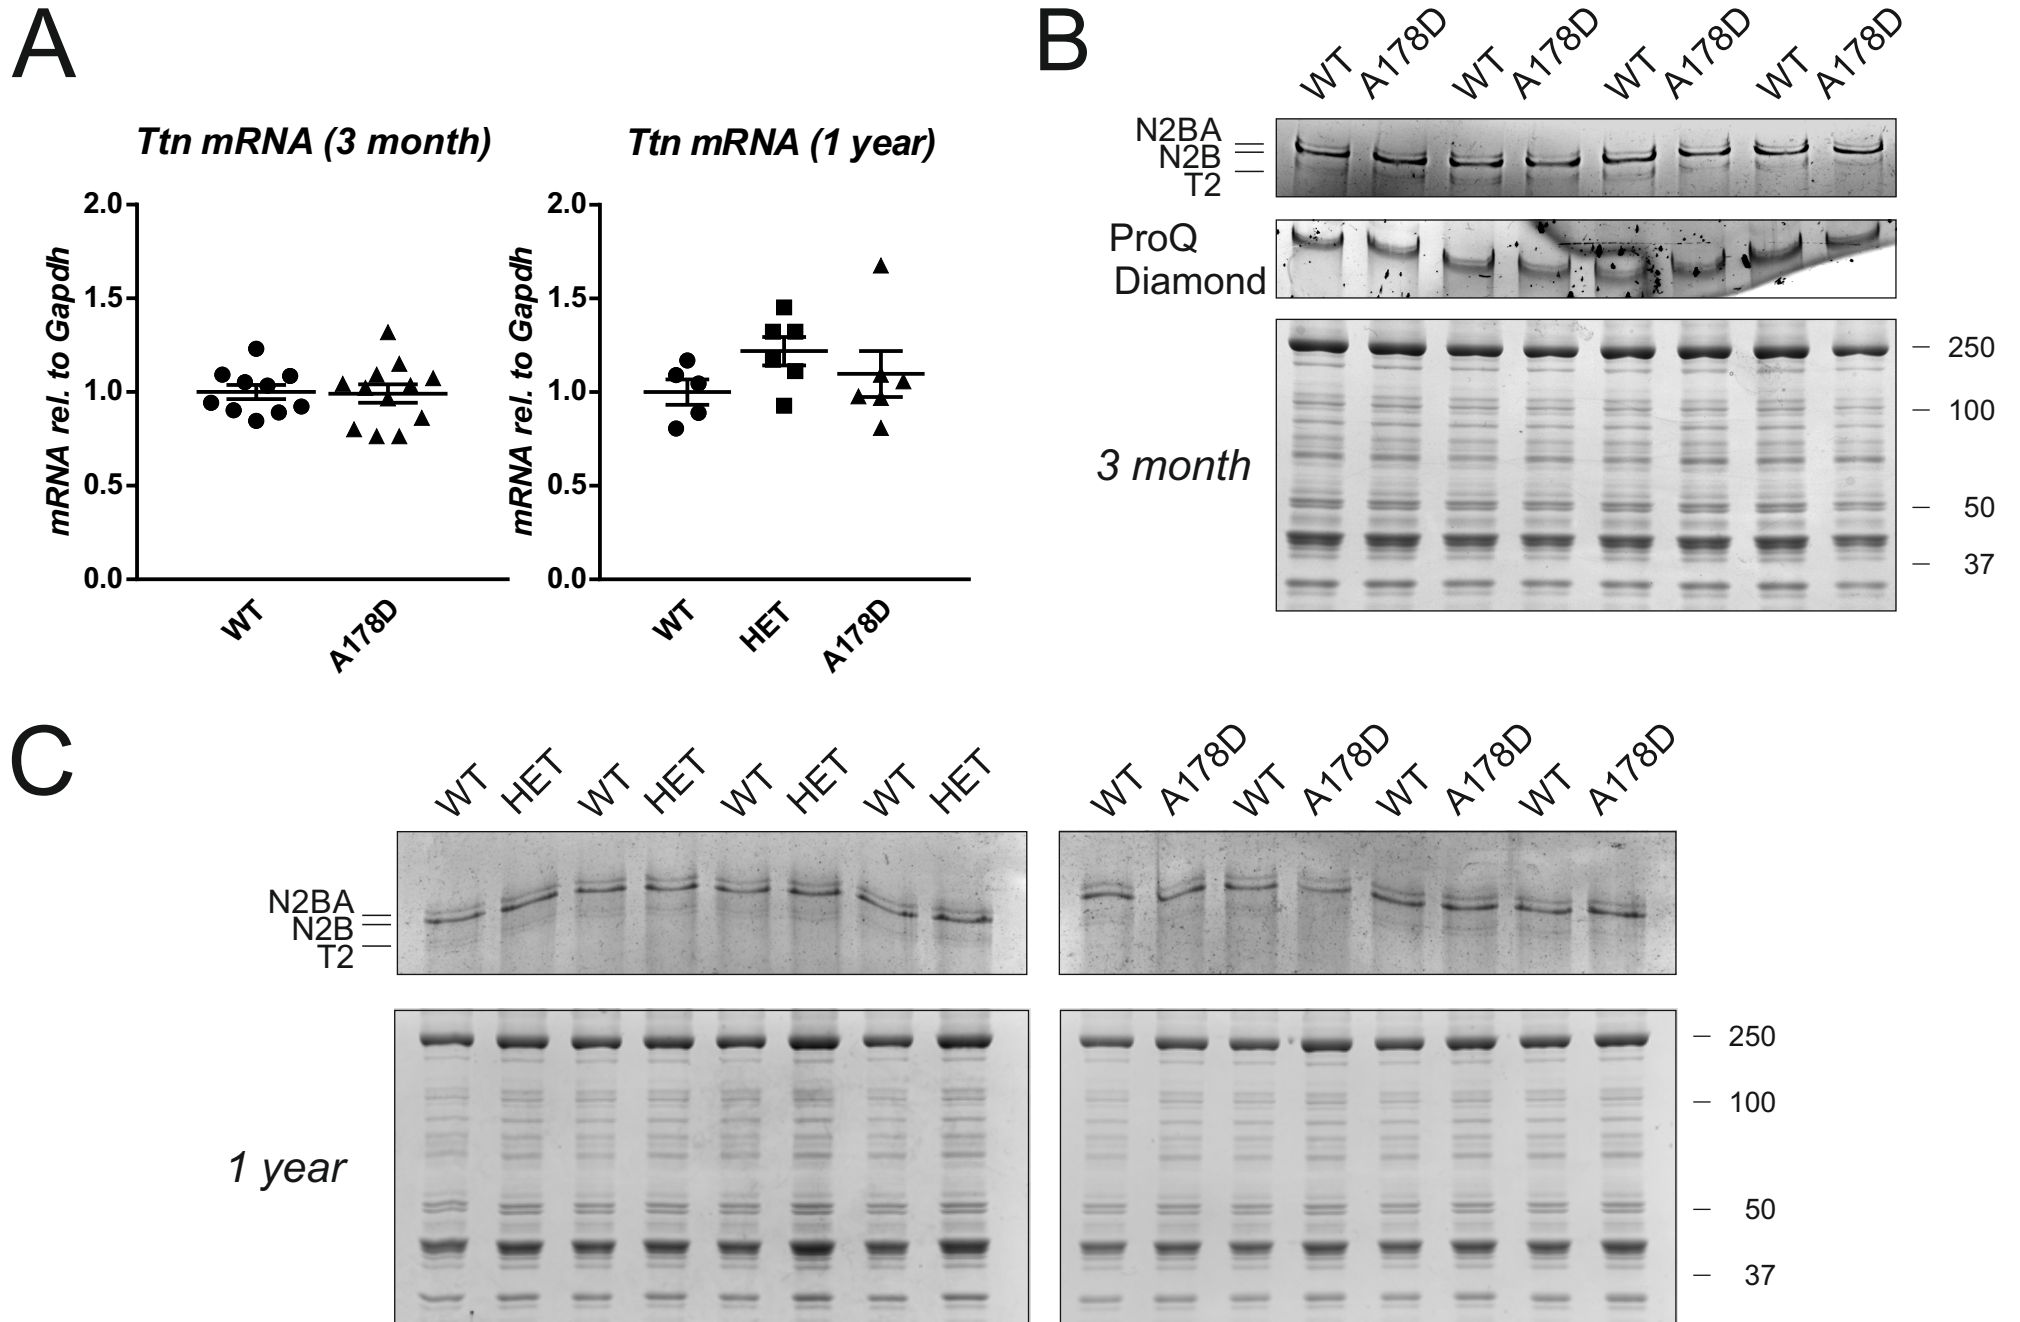 A
Ttn mRNA (3 month)
mRNA rel. to Gapdh
2.0
1.5
1.0
0.5
0.0
WT
A178D
Ttn mRNA (1 year)
mRNA rel. to Gapdh
2.0
1.5
1.0
0.5
0.0
WT
HET
A178D
B
WT A178D WT A178D WT A178D WT A178D
N2BA
N2B
T2
ProQ
Diamond
3 month
250
100
50
37
C
WT HET WT HET WT HET WT HET
WT A178D WT A178D WT A178D WT A178D
N2BA
N2B
T2
1 year
250
100
50
37